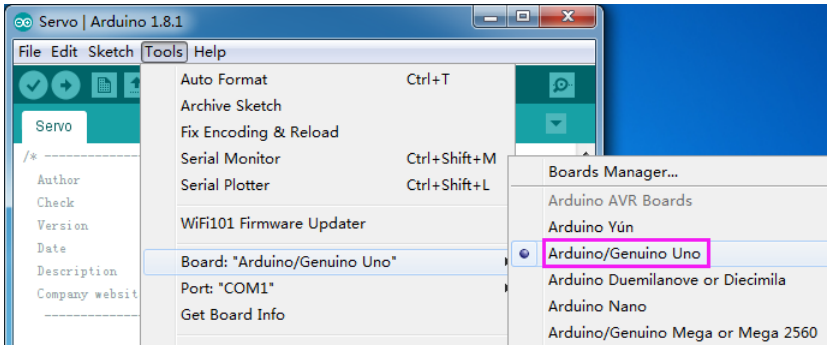 Servo | Arduino 1.8.1
File Edit Sketch Tools Help
Auto Format Ctrl+T
Archive Sketch
Servo
Fix Encoding & Reload
/* ----------------
Serial Monitor Ctrl+Shift+M
Author
Serial Plotter Ctrl+Shift+L
Check
Version
WiFi101 Firmware Updater
Date
Description
Board: "Arduino/Genuino Uno"
Company websit
Port: "COM1"
Get Board Info
Boards Manager...
Arduino AVR Boards
Arduino Yún
Arduino/Genuino Uno
Arduino Duemilanove or Diecimila
Arduino Nano
Arduino/Genuino Mega or Mega 2560